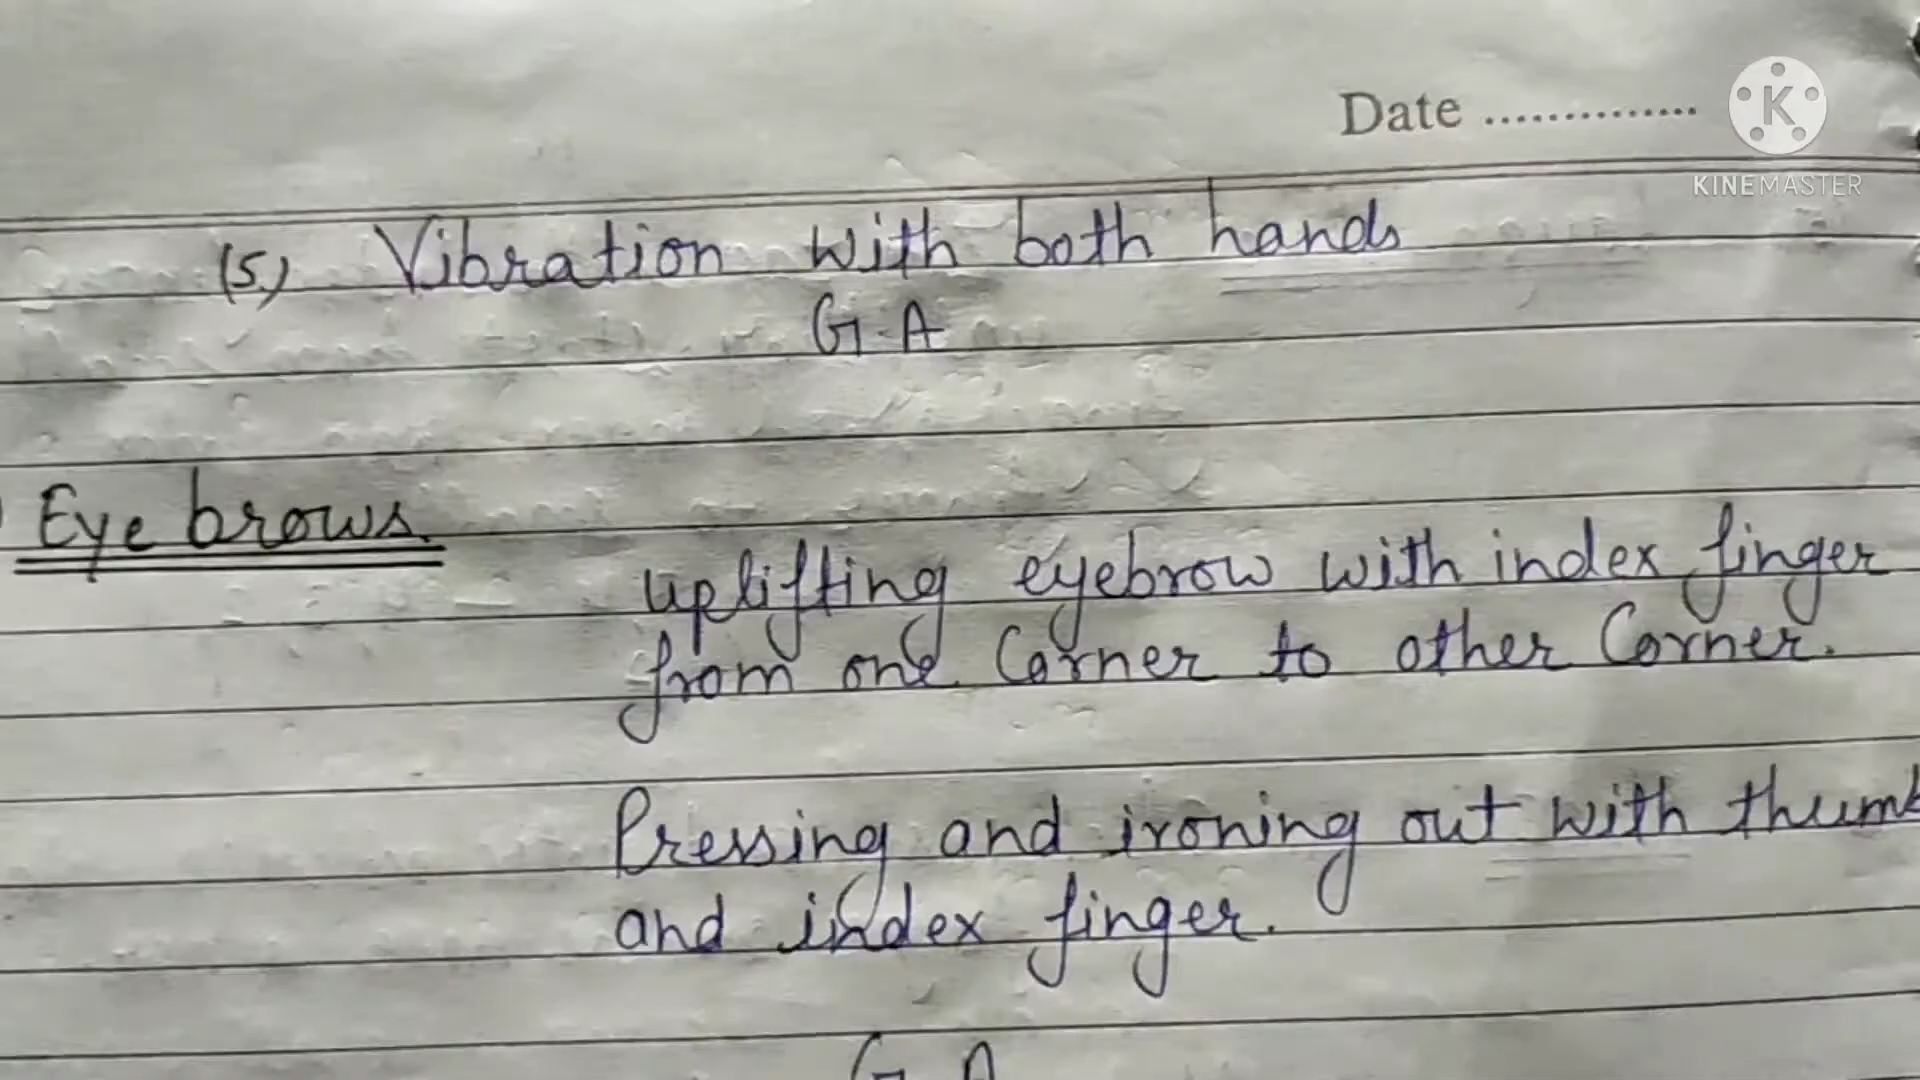 Date ..............
K
KINEMASTER
(5.) Vibration with both hands
G.A
Eye brows
uplifting eyebrow with index finger
from one Corner to other Corner.
Pressing and ironing out with thumb
and index finger.
G A